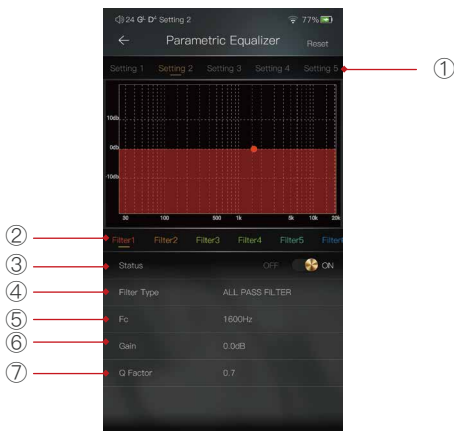 24 G L D Setting 2 77%
← Parametric Equalizer Reset
Setting 1 Setting 2 Setting 3 Setting 4 Setting 5 ①
10db
0db
-10db
30 100 500 1k 5k 10k 20k
② Filter1 Filter2 Filter3 Filter4 Filter5 Filter
③ Status OFF ON
④ Filter Type ALL PASS FILTER
⑤ Fc 1600Hz
⑥ Gain 0.0dB
⑦ Q Factor 0.7